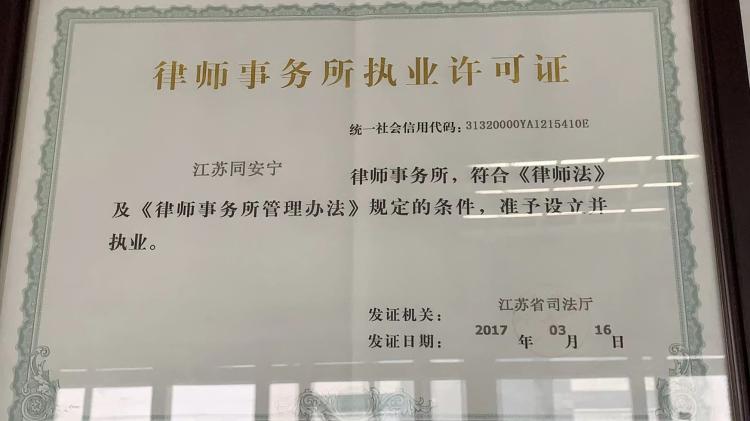 律师事务所执业许可证
统一社会信用代码：31320000YA1215410E
江苏同安宁 律师事务所，符合《律师法》
及《律师事务所管理办法》规定的条件，准予设立并
执业。
发证机关： 江苏省司法厅
发证日期： 2017 年 03 月 16 日